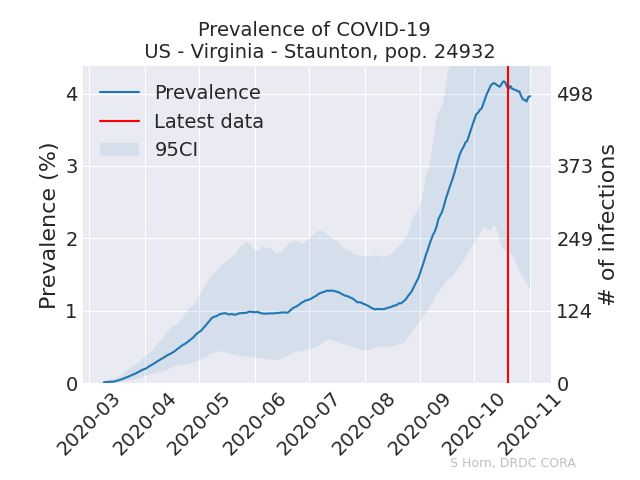 Prevalence of COVID-19
US - Virginia - Staunton, pop. 24932
Prevalence
Latest data
95CI
Prevalence (%)
4
3
2
1
0
498
373
249
124
0
# of infections
2020-03
2020-04
2020-05
2020-06
2020-07
2020-08
2020-09
2020-10
2020-11
S Horn, DRDC CORA